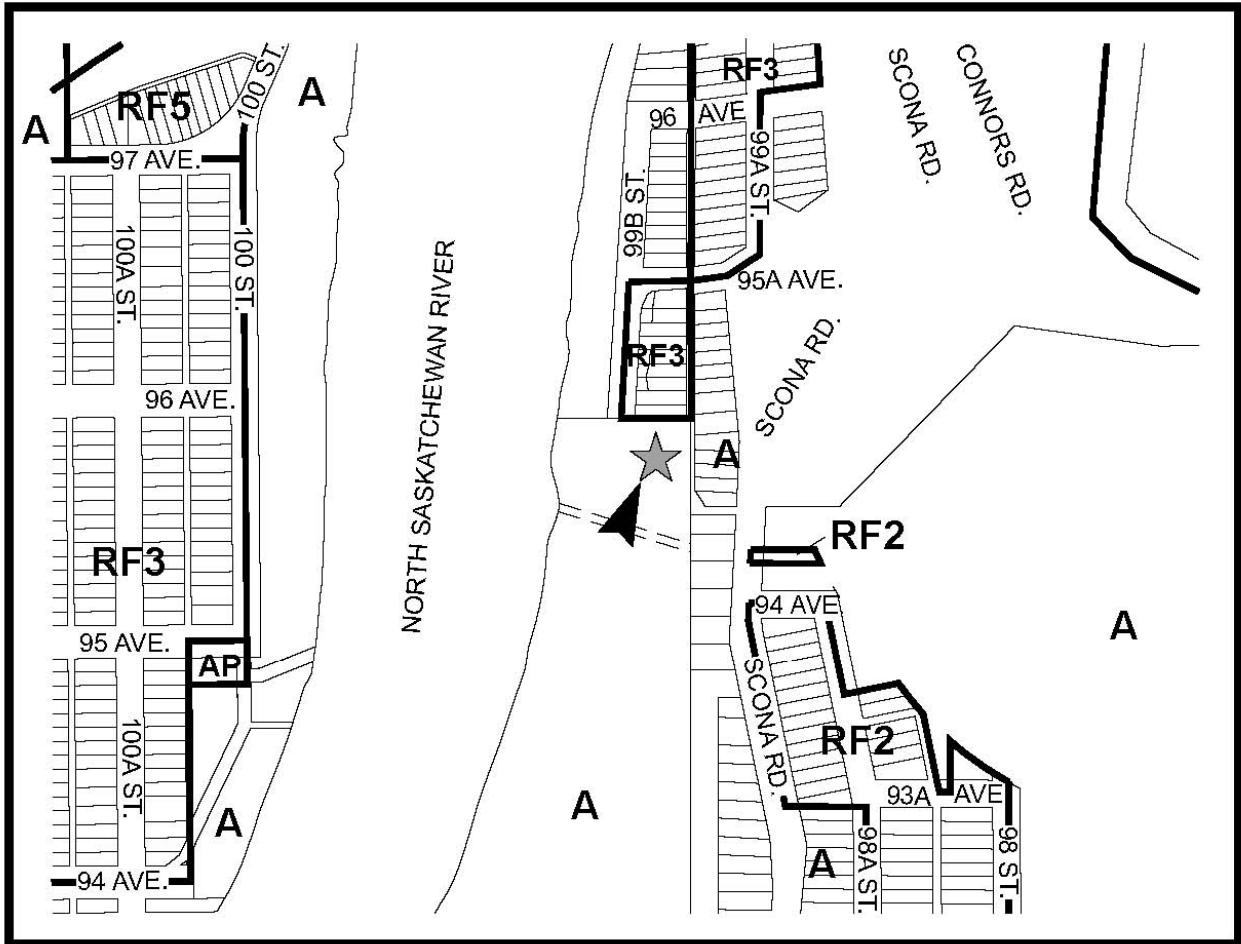 SCONA RD.
CONNORS RD.
100 ST.
A
RF3
RF5
A
96 AVE
97 AVE.
99A ST.
99B ST.
100A ST.
100 ST.
95A AVE.
NORTH SASKATCHEWAN RIVER
RF3
SCONA RD.
96 AVE.
A
RF2
RF3
94 AVE
A
95 AVE.
AP
SCONA RD.
100A ST.
RF2
93A AVE
A
A
A
98A ST.
98 ST.
94 AVE.